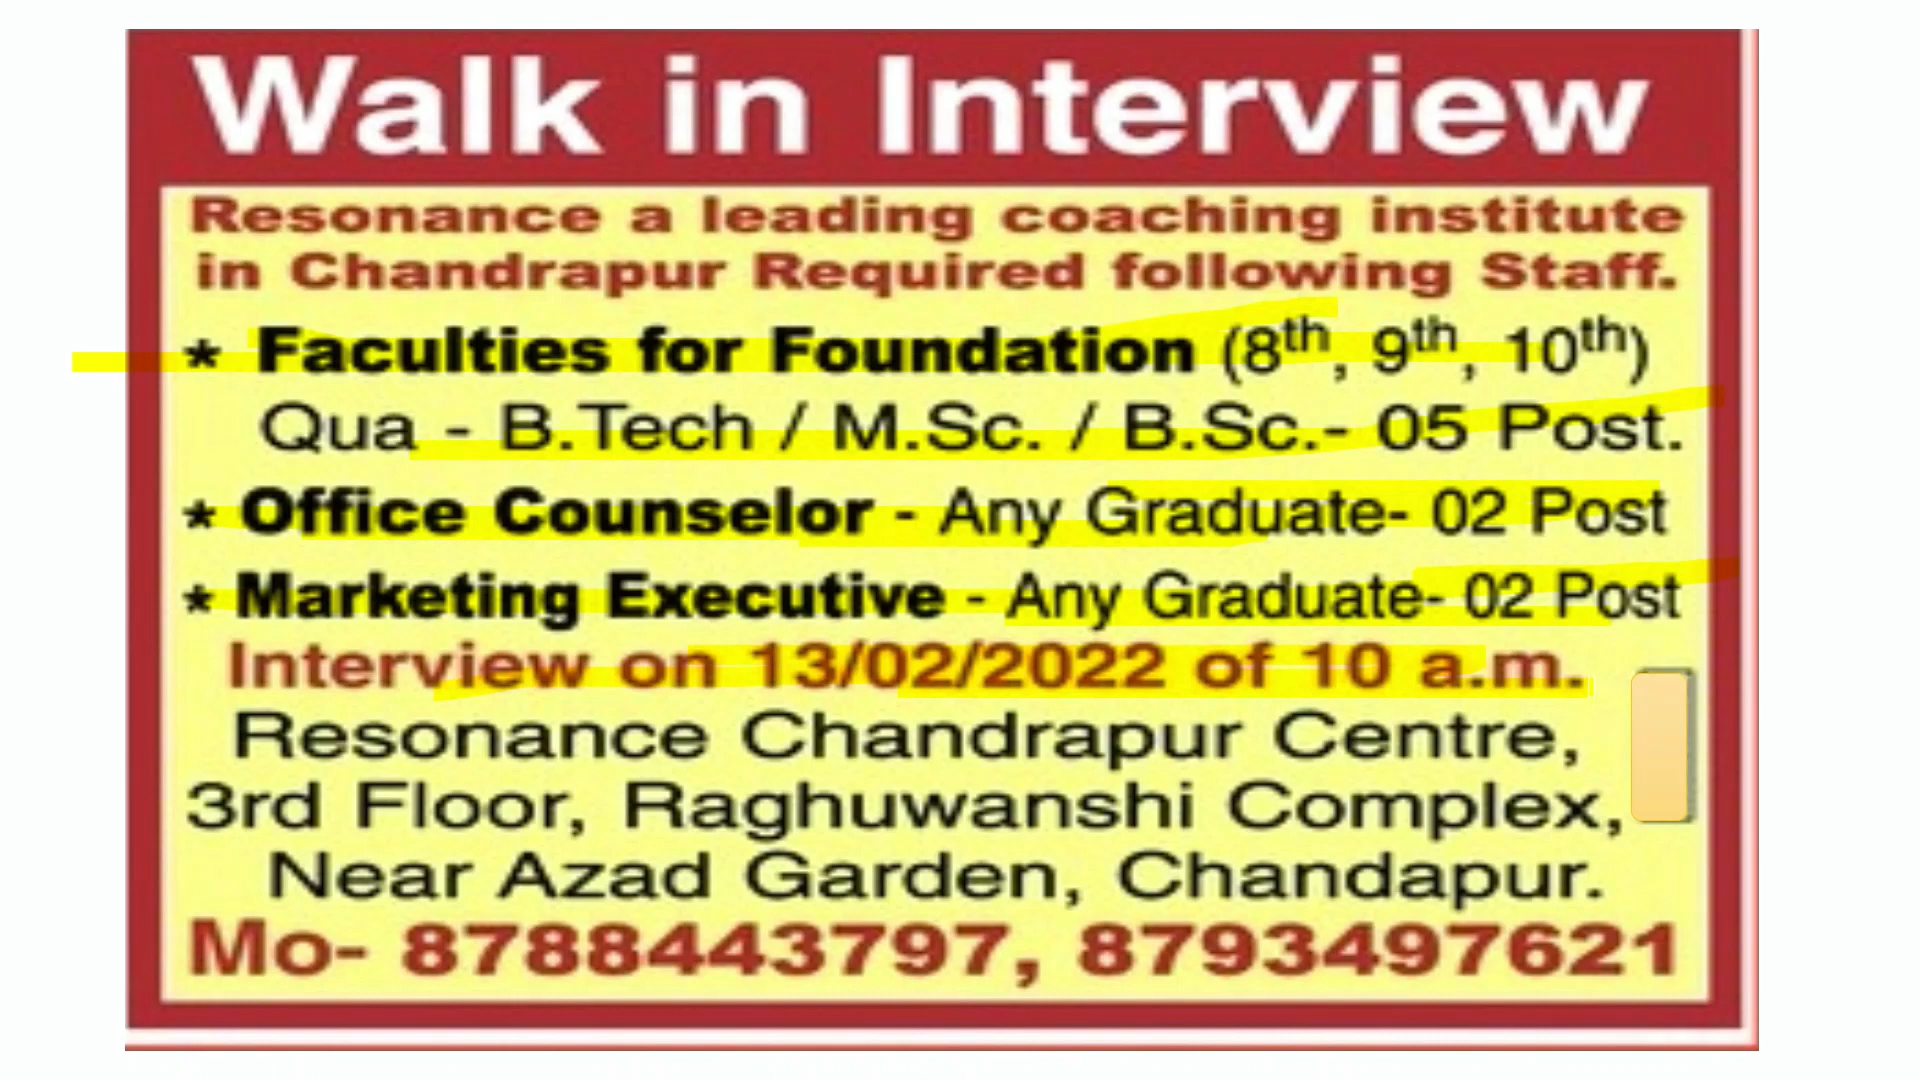 Walk in Interview
Resonance a leading coaching institute
in Chandrapur Required following Staff.
* Faculties for Foundation (8th, 9th, 10th)
Qua - B.Tech / M.Sc. / B.Sc.- 05 Post.
* Office Counselor - Any Graduate- 02 Post
* Marketing Executive - Any Graduate- 02 Post
Interview on 13/02/2022 of 10 a.m.
Resonance Chandrapur Centre,
3rd Floor, Raghuwanshi Complex,
Near Azad Garden, Chandapur.
Mo- 8788443797, 8793497621